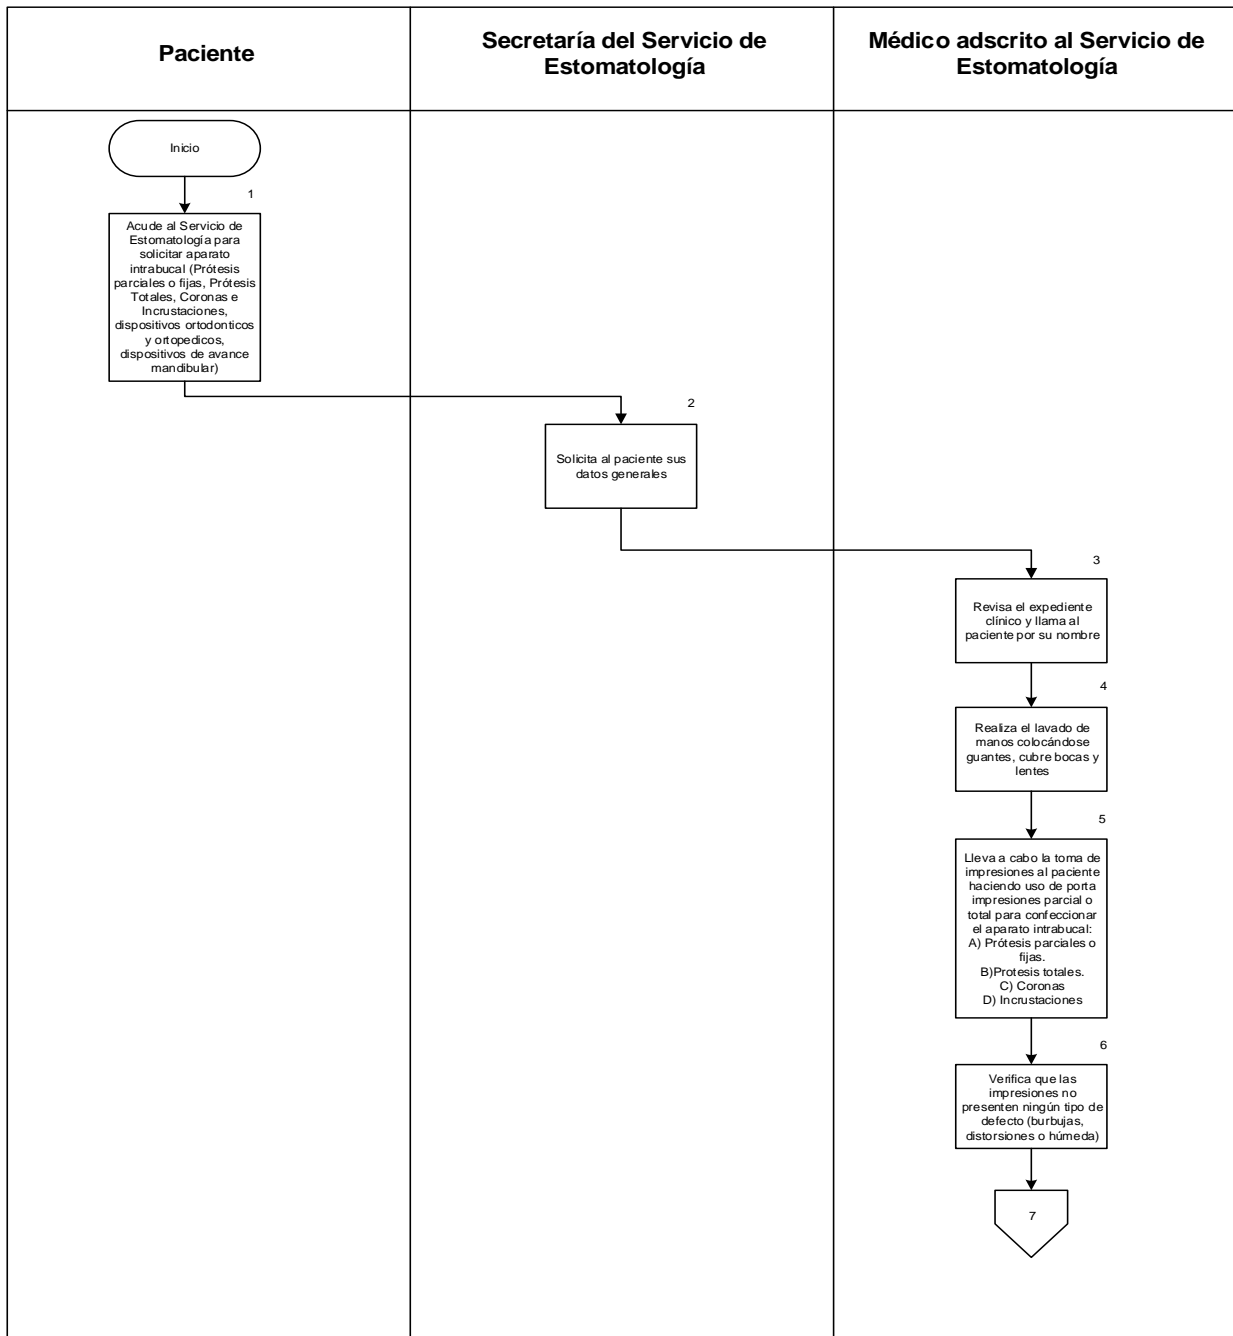 Paciente
Secretaría del Servicio de
Estomatología
Médico adscrito al Servicio de
Estomatología
Inicio
1
Acude al Servicio de
Estomatología para
solicitar aparato
intrabucal (Prótesis
parciales o fijas, Prótesis
Totales, Coronas e
Incrustaciones,
dispositivos ortodonticos
y ortopedicos,
dispositivos de avance
mandibular)
2
Solicita al paciente sus
datos generales
3
Revisa el expediente
clínico y llama al
paciente por su nombre
4
Realiza el lavado de
manos colocándose
guantes, cubre bocas y
lentes
5
Lleva a cabo la toma de
impresiones al paciente
haciendo uso de porta
impresiones parcial o
total para confeccionar
el aparato intrabucal:
A) Prótesis parciales o
fijas.
B)Protesis totales.
C) Coronas
D) Incrustaciones
6
Verifica que las
impresiones no
presenten ningún tipo de
defecto (burbujas,
distorsiones o húmeda)
7